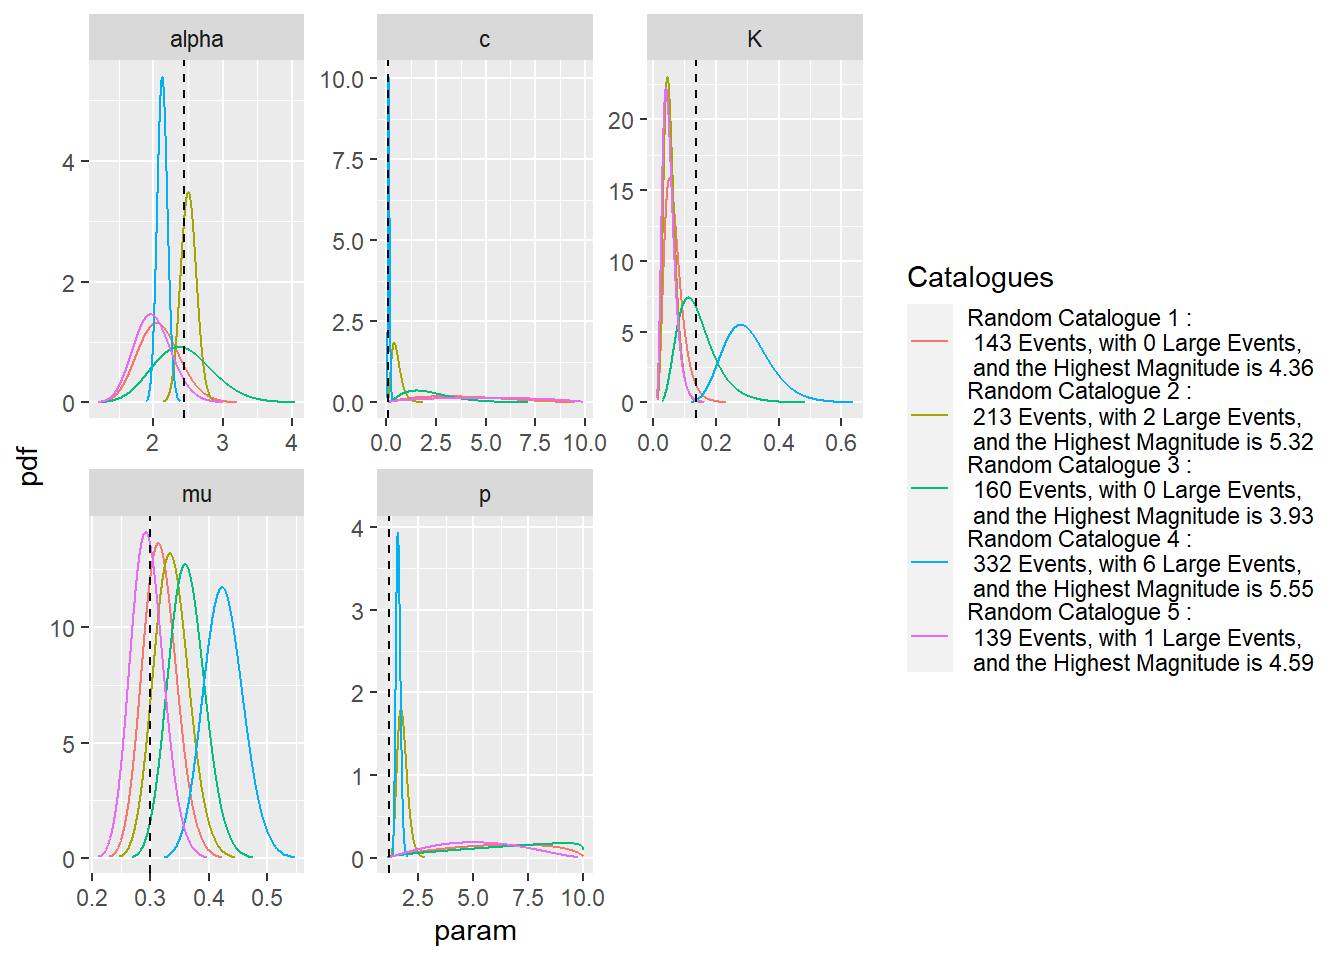 alpha
c
K
4
2
0
2
3
4
10.0
7.5
5.0
2.5
0.0
0.0
2.5
5.0
7.5
10.0
20
15
10
5
0
0.0
0.2
0.4
0.6
pdf
mu
p
10
5
0
0.2
0.3
0.4
0.5
4
3
2
1
0
2.5
5.0
7.5
10.0
param
Catalogues
Random Catalogue 1 :
143 Events, with 0 Large Events,
and the Highest Magnitude is 4.36
Random Catalogue 2 :
213 Events, with 2 Large Events,
and the Highest Magnitude is 5.32
Random Catalogue 3 :
160 Events, with 0 Large Events,
and the Highest Magnitude is 3.93
Random Catalogue 4 :
332 Events, with 6 Large Events,
and the Highest Magnitude is 5.55
Random Catalogue 5 :
139 Events, with 1 Large Events,
and the Highest Magnitude is 4.59